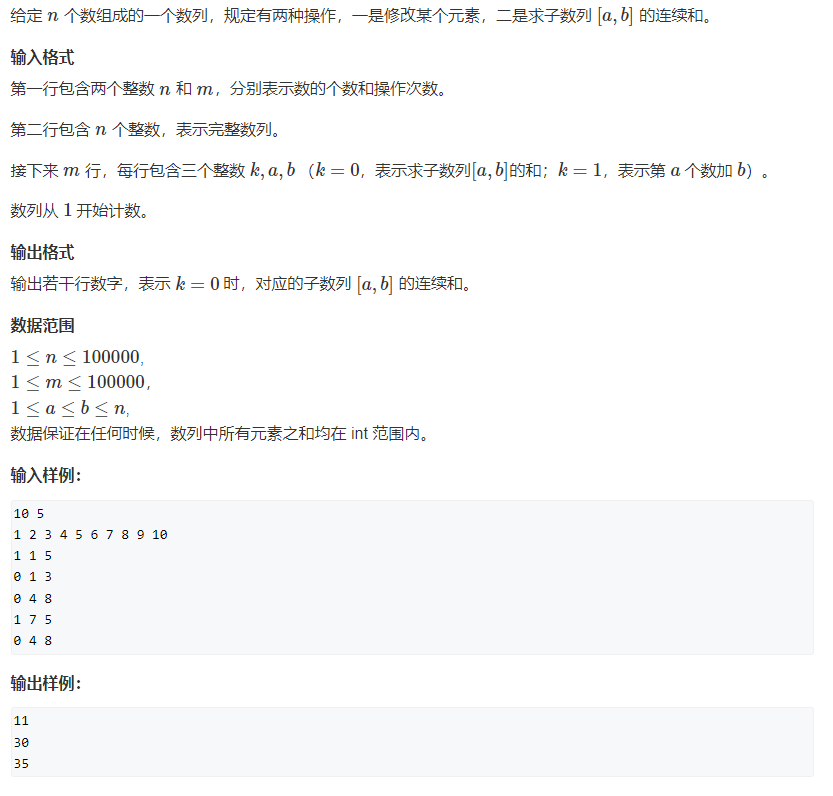 给定 n 个数组成的一个数列，规定有两种操作，一是修改某个元素，二是求子数列 [a, b] 的连续和。
输入格式
第一行包含两个整数 n 和 m，分别表示数的个数和操作次数。
第二行包含 n 个整数，表示完整数列。
接下来 m 行，每行包含三个整数 k, a, b （k = 0，表示求子数列[a, b]的和；k = 1，表示第 a 个数加 b）。
数列从 1 开始计数。
输出格式
输出若干行数字，表示 k = 0 时，对应的子数列 [a, b] 的连续和。
数据范围
1 ≤ n ≤ 100000,
1 ≤ m ≤ 100000，
1 ≤ a ≤ b ≤ n,
数据保证在任何时候，数列中所有元素之和均在 int 范围内。
输入样例：
10 5
1 2 3 4 5 6 7 8 9 10
1 1 5
0 1 3
0 4 8
1 7 5
0 4 8
输出样例：
11
30
35